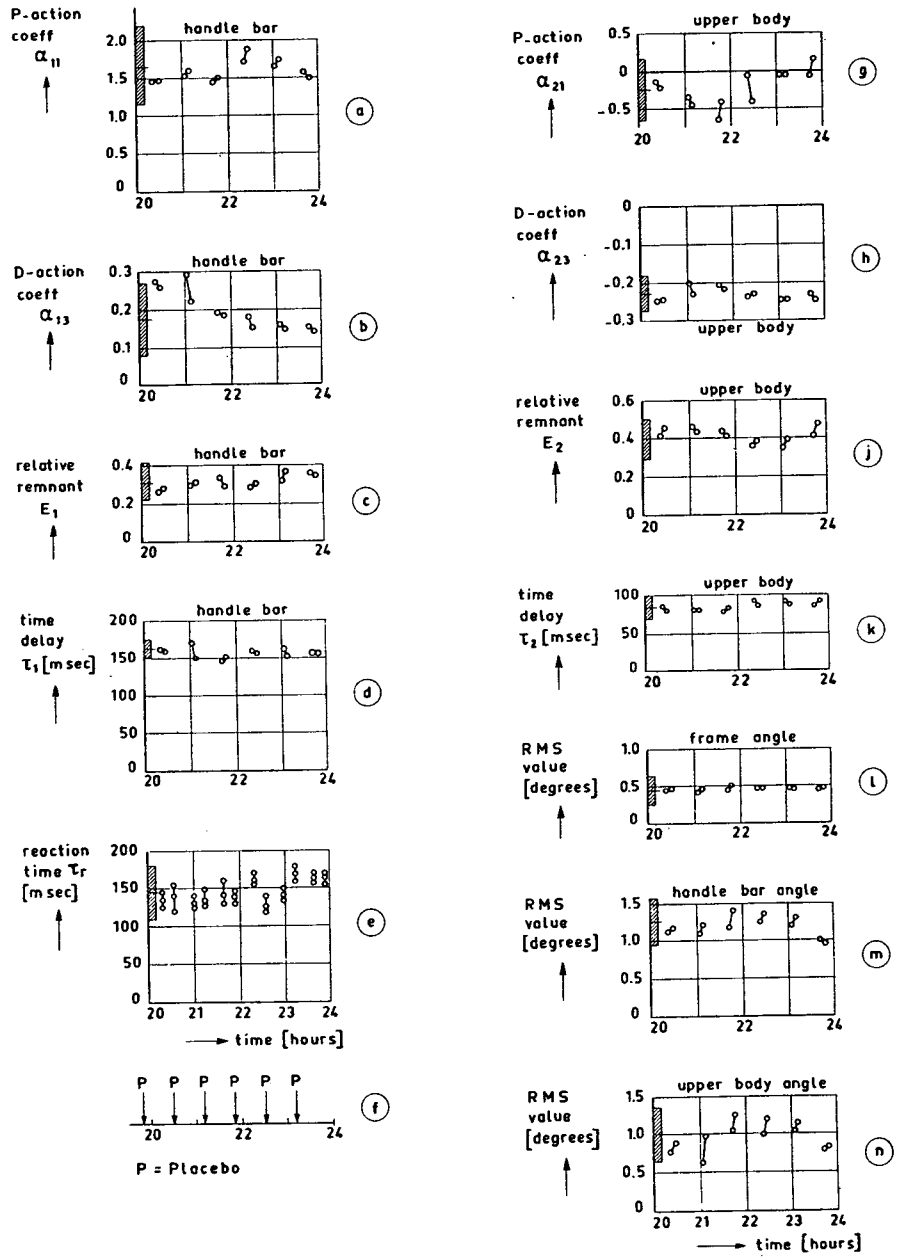 P-action
coeff
α11
handle bar
2.0
1.5
1.0
0.5
0
20
22
24
a
D-action
coeff
α13
handle bar
0.3
0.2
0.1
0
20
22
24
b
relative
remnant
E1
handle bar
0.4
0.2
0
20
22
24
c
time
delay
τ1 [msec]
handle bar
200
150
100
50
0
20
22
24
d
reaction
time τr
[msec]
200
150
100
50
0
20
21
22
23
24
time [hours]
e
P P P P P P
20
22
24
f
P = Placebo
P-action
coeff
α21
upper body
0.5
0
-0.5
20
22
24
g
D-action
coeff
α23
0
-0.1
-0.2
-0.3
upper body
20
22
24
h
relative
remnant
E2
upper body
0.6
0.4
0.2
0
20
22
24
j
time
delay
τ2 [msec]
upper body
100
50
0
20
22
24
k
RMS
value
[degrees]
frame angle
1.0
0.5
0
20
22
24
l
RMS
value
[degrees]
handle bar angle
1.5
1.0
0.5
0
20
22
24
m
RMS
value
[degrees]
upper body angle
1.5
1.0
0.5
0
20
21
22
23
24
time [hours]
n